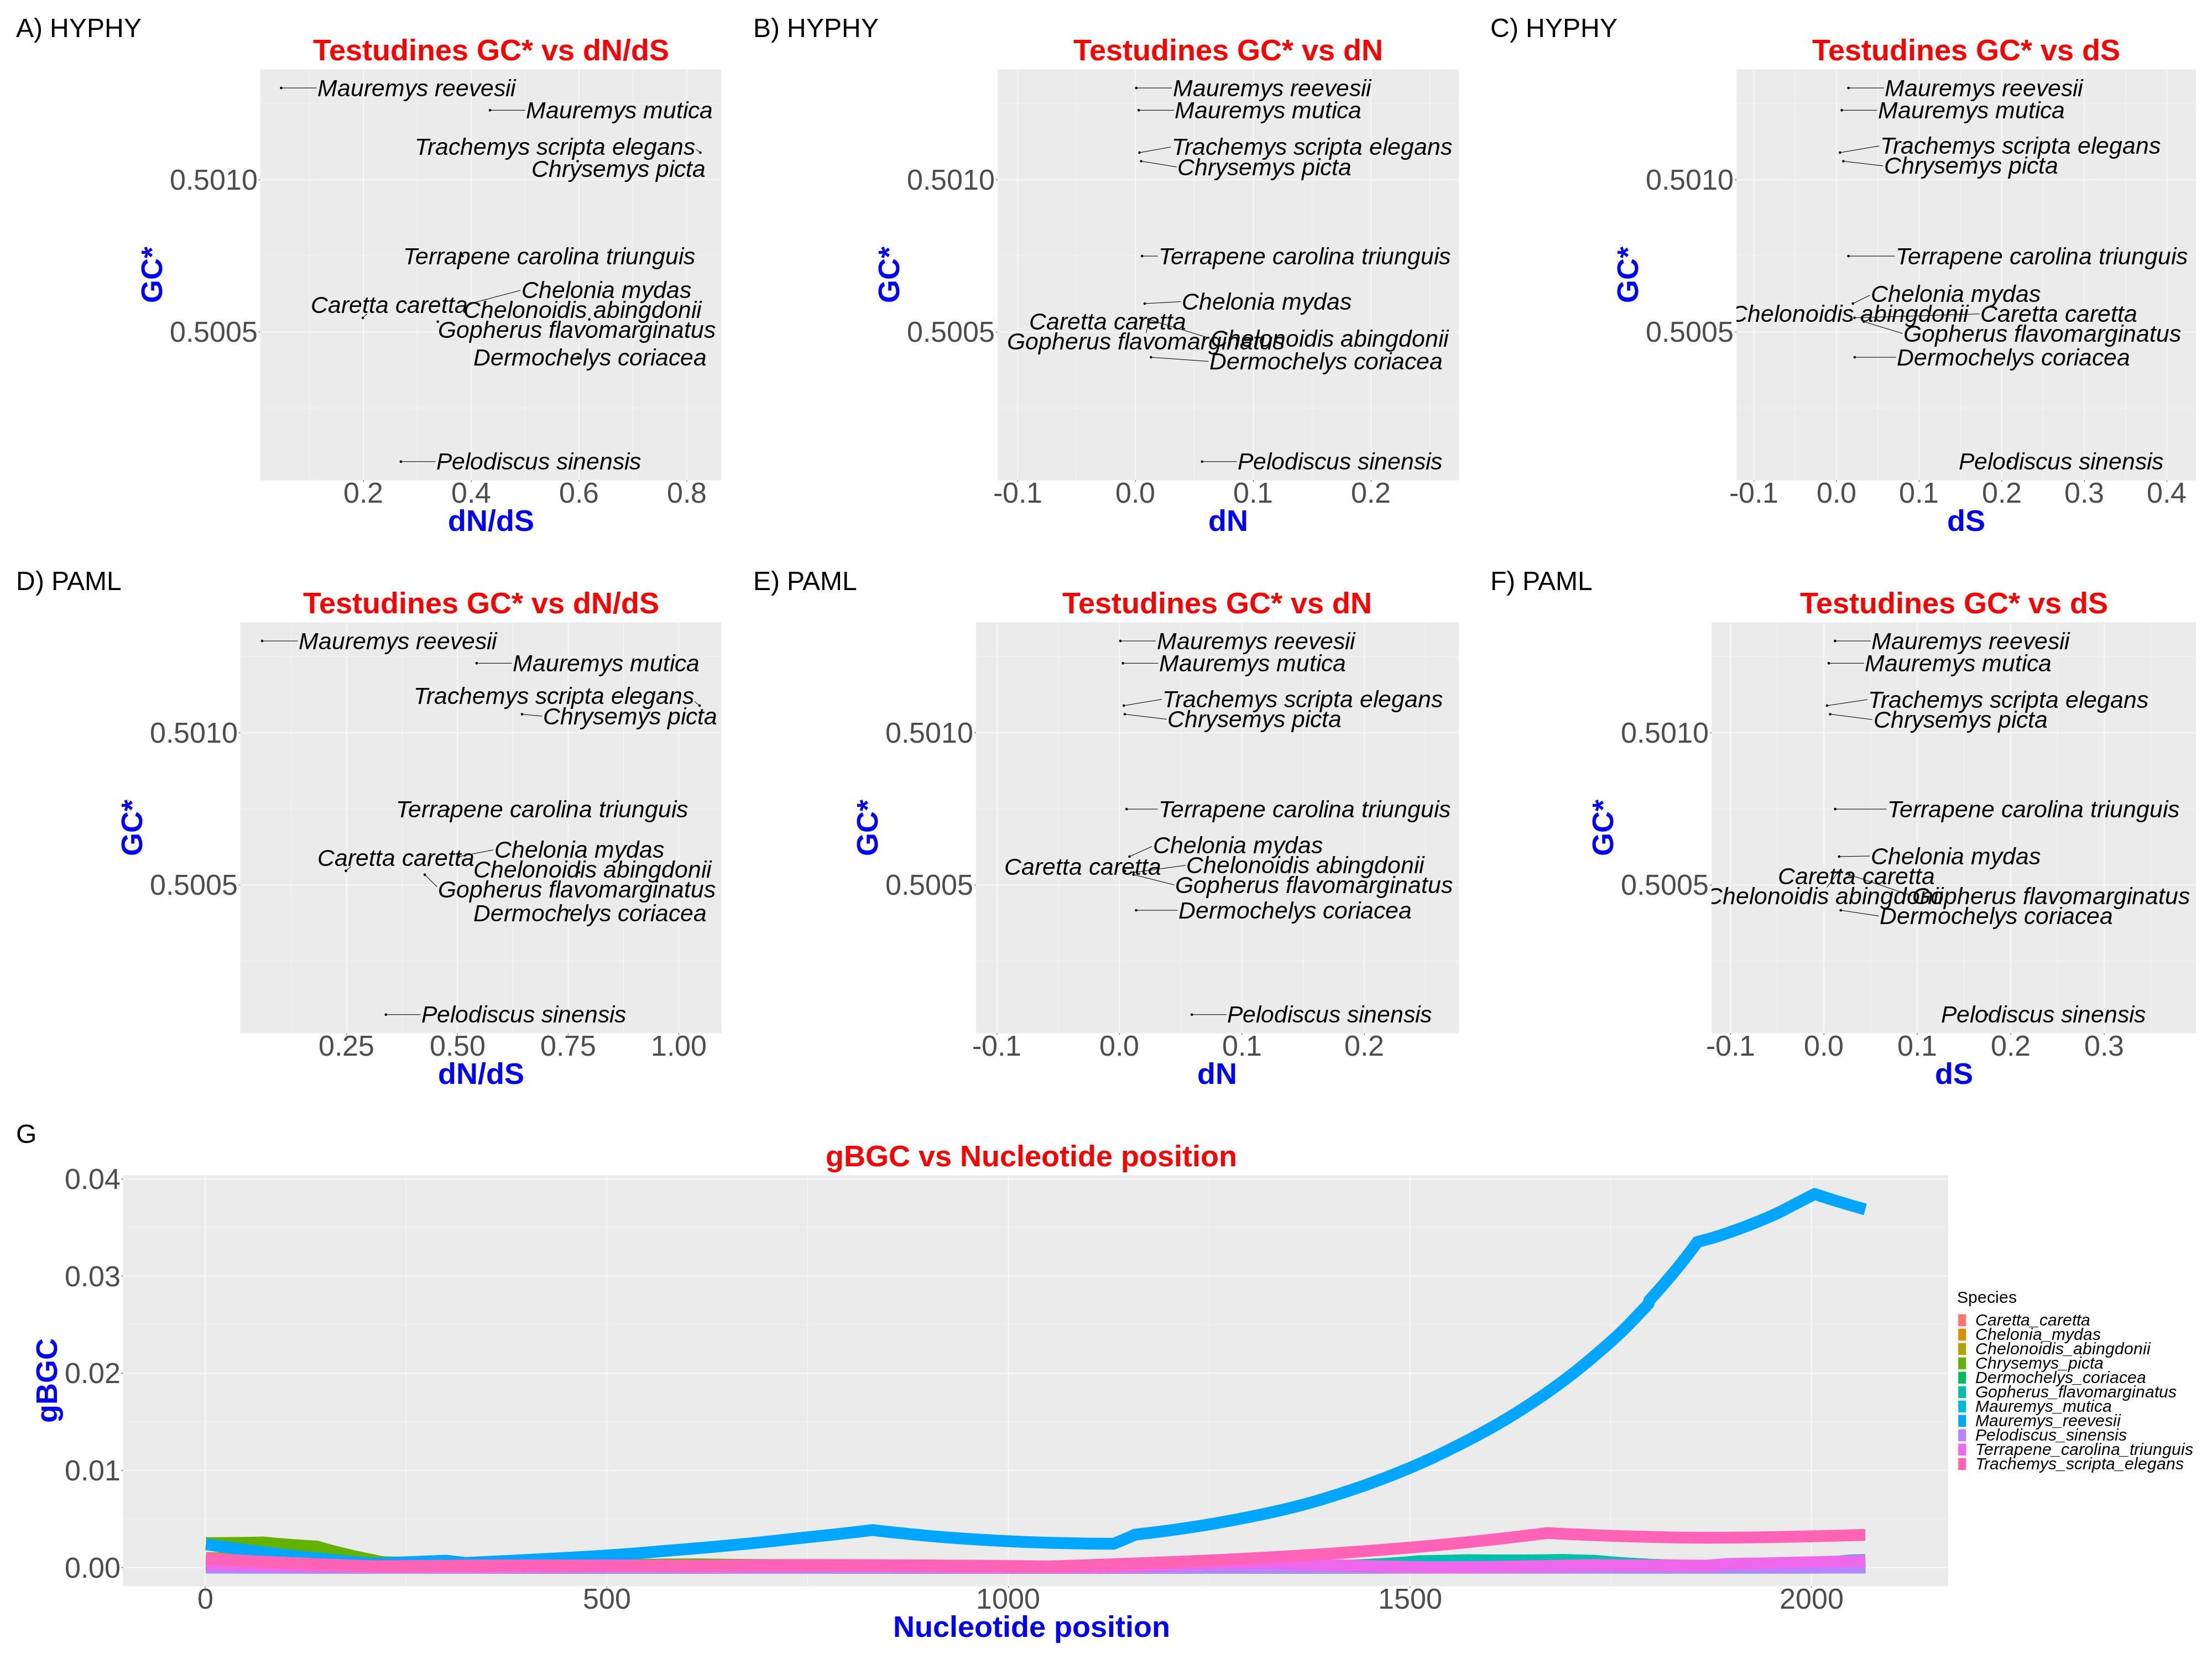 A) HYPHY
Testudines GC* vs dN/dS
Mauremys reevesii
Mauremys mutica
Trachemys scripta elegans
Chrysemys picta
0.5010
Terrapene carolina triunguis
GC*
Chelonia mydas
Caretta caretta
Chelonoidis abingdonii
0.5005
Gopherus flavomarginatus
Dermochelys coriacea
Pelodiscus sinensis
0.2 0.4 0.6 0.8
dN/dS
B) HYPHY
Testudines GC* vs dN
Mauremys reevesii
Mauremys mutica
Trachemys scripta elegans
Chrysemys picta
0.5010
Terrapene carolina triunguis
GC*
Chelonia mydas
Caretta caretta
0.5005
Chelonoidis abingdonii
Gopherus flavomarginatus
Dermochelys coriacea
Pelodiscus sinensis
-0.1 0.0 0.1 0.2
dN
C) HYPHY
Testudines GC* vs dS
Mauremys reevesii
Mauremys mutica
Trachemys scripta elegans
Chrysemys picta
0.5010
Terrapene carolina triunguis
GC*
Chelonia mydas
Chelonoidis abingdonii
Caretta caretta
0.5005
Gopherus flavomarginatus
Dermochelys coriacea
Pelodiscus sinensis
-0.1 0.0 0.1 0.2 0.3 0.4
dS
D) PAML
Testudines GC* vs dN/dS
Mauremys reevesii
Mauremys mutica
Trachemys scripta elegans
Chrysemys picta
0.5010
Terrapene carolina triunguis
GC*
Chelonia mydas
Caretta caretta
Chelonoidis abingdonii
0.5005
Gopherus flavomarginatus
Dermochelys coriacea
Pelodiscus sinensis
0.25 0.50 0.75 1.00
dN/dS
E) PAML
Testudines GC* vs dN
Mauremys reevesii
Mauremys mutica
Trachemys scripta elegans
Chrysemys picta
0.5010
Terrapene carolina triunguis
GC*
Chelonia mydas
Caretta caretta
Chelonoidis abingdonii
0.5005
Gopherus flavomarginatus
Dermochelys coriacea
Pelodiscus sinensis
-0.1 0.0 0.1 0.2
dN
F) PAML
Testudines GC* vs dS
Mauremys reevesii
Mauremys mutica
Trachemys scripta elegans
Chrysemys picta
0.5010
Terrapene carolina triunguis
GC*
Chelonia mydas
Caretta caretta
0.5005
Chelonoidis abingdonii
Gopherus flavomarginatus
Dermochelys coriacea
Pelodiscus sinensis
-0.1 0.0 0.1 0.2 0.3
dS
G
gBGC vs Nucleotide position
0.04
0.03
0.02
0.01
0.00
gBGC
0 500 1000 1500 2000
Nucleotide position
Species
Caretta_caretta
Chelonia_mydas
Chelonoidis_abingdonii
Chrysemys_picta
Dermochelys_coriacea
Gopherus_flavomarginatus
Mauremys_mutica
Mauremys_reevesii
Pelodiscus_sinensis
Terrapene_carolina_triunguis
Trachemys_scripta_elegans